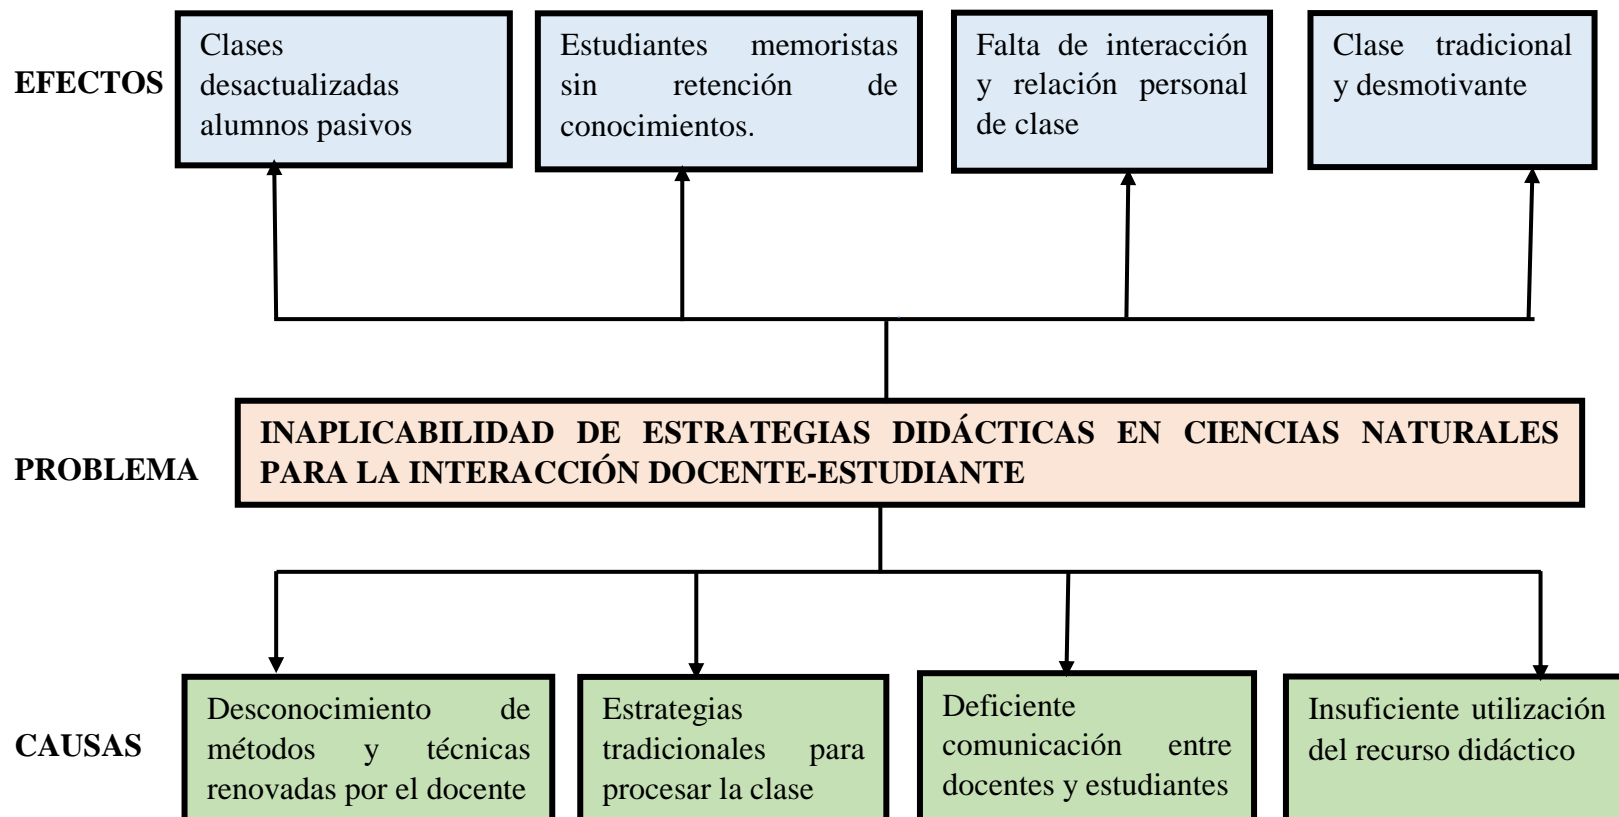 EFECTOS
Clases
desactualizadas
alumnos pasivos
Estudiantes memoristas
sin retención de
conocimientos.
Falta de interacción
y relación personal
de clase
Clase tradicional
y desmotivante
PROBLEMA
INAPLICABILIDAD DE ESTRATEGIAS DIDÁCTICAS EN CIENCIAS NATURALES
PARA LA INTERACCIÓN DOCENTE-ESTUDIANTE
CAUSAS
Desconocimiento de
métodos y técnicas
renovadas por el docente
Estrategias
tradicionales para
procesar la clase
Deficiente
comunicación entre
docentes y estudiantes
Insuficiente utilización
del recurso didáctico